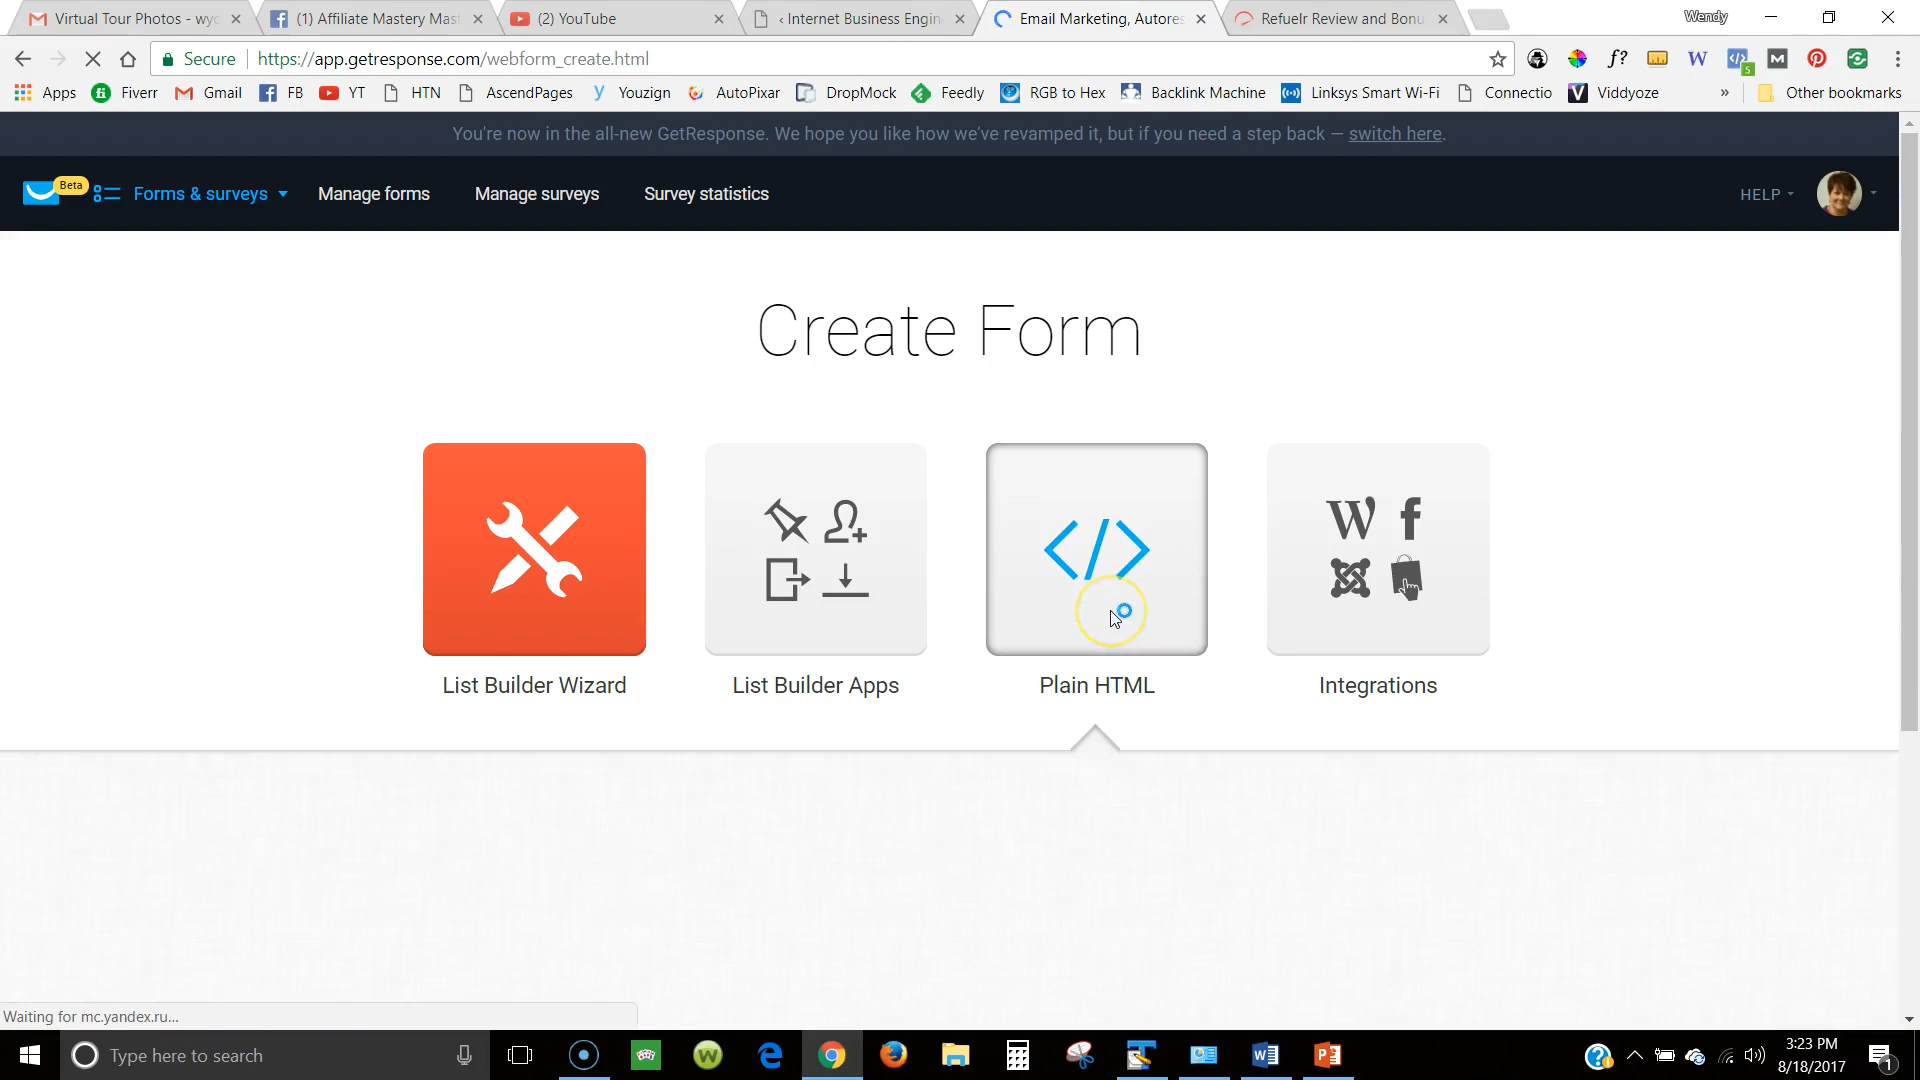 Virtual Tour Photos - wyc
(1) Affiliate Mastery Mast
(2) YouTube
‹ Internet Business Engin
Email Marketing, Autores
Refuelr Review and Bonu
Wendy
Secure
https://app.getresponse.com/webform_create.html
f?
W
5
M
Apps
Fiverr
Gmail
FB
YT
HTN
AscendPages
Youzign
AutoPixar
DropMock
Feedly
RGB to Hex
Backlink Machine
Linksys Smart Wi-Fi
Connectio
Viddyoze
»
Other bookmarks
You're now in the all-new GetResponse. We hope you like how we've revamped it, but if you need a step back — switch here.
Beta
Forms & surveys
Manage forms
Manage surveys
Survey statistics
HELP
Create Form
List Builder Wizard
List Builder Apps
Plain HTML
Integrations
Waiting for mc.yandex.ru...
Type here to search
3:23 PM
8/18/2017
1